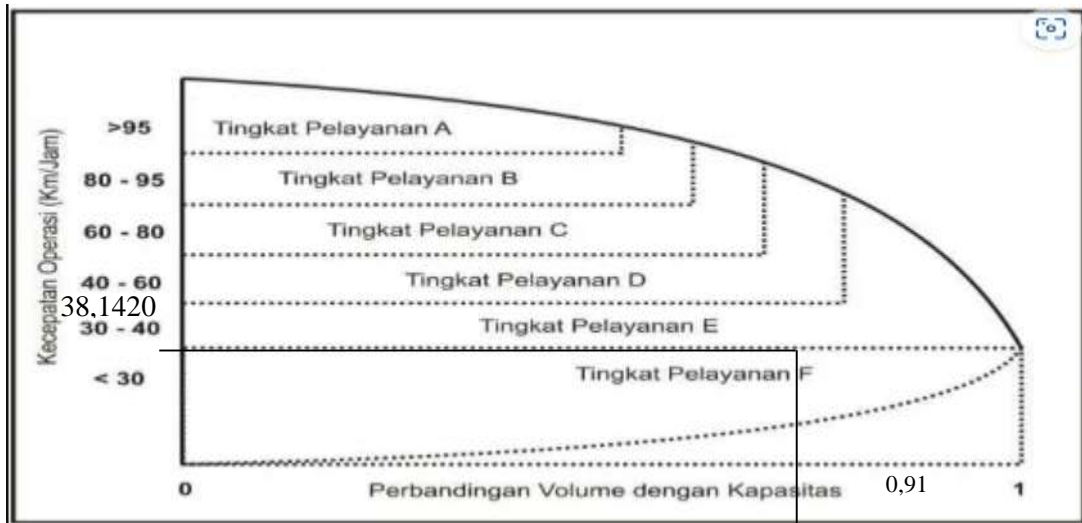 Kecepatan Operasi (Km/Jam)
>95
Tingkat Pelayanan A
80 - 95
Tingkat Pelayanan B
60 - 80
Tingkat Pelayanan C
40 - 60
Tingkat Pelayanan D
38,1420
30 - 40
Tingkat Pelayanan E
< 30
Tingkat Pelayanan F
0
Perbandingan Volume dengan Kapasitas
0,91
1